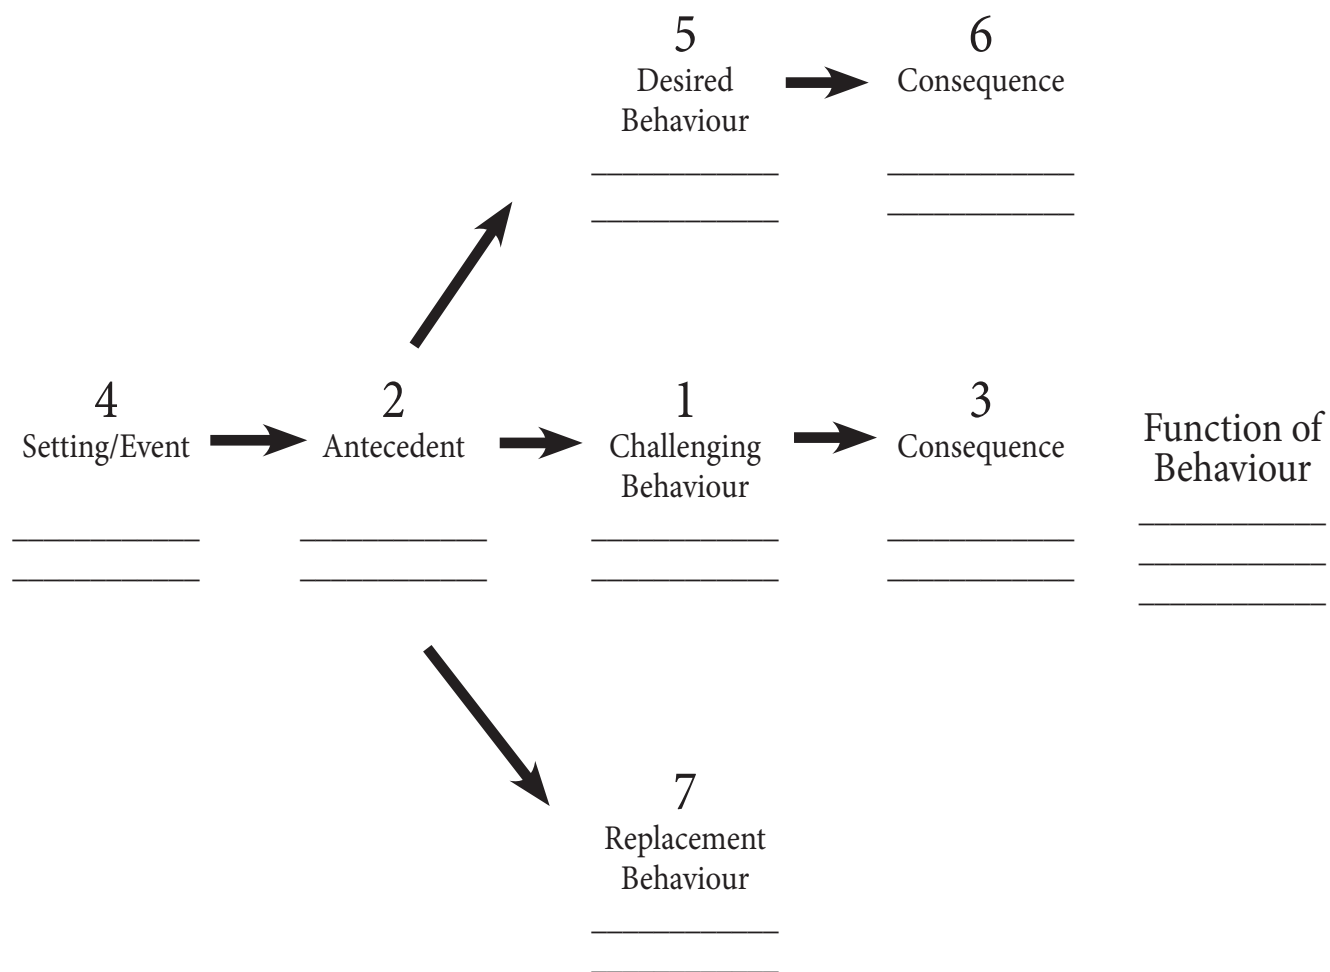 5
Desired
Behaviour
6
Consequence
4
Setting/Event
2
Antecedent
1
Challenging
Behaviour
3
Consequence
Function of
Behaviour
7
Replacement
Behaviour